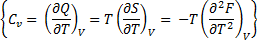 {C_v = (∂Q/∂T)_V = T(∂S/∂T)_V = −T(∂²F/∂T²)_V}